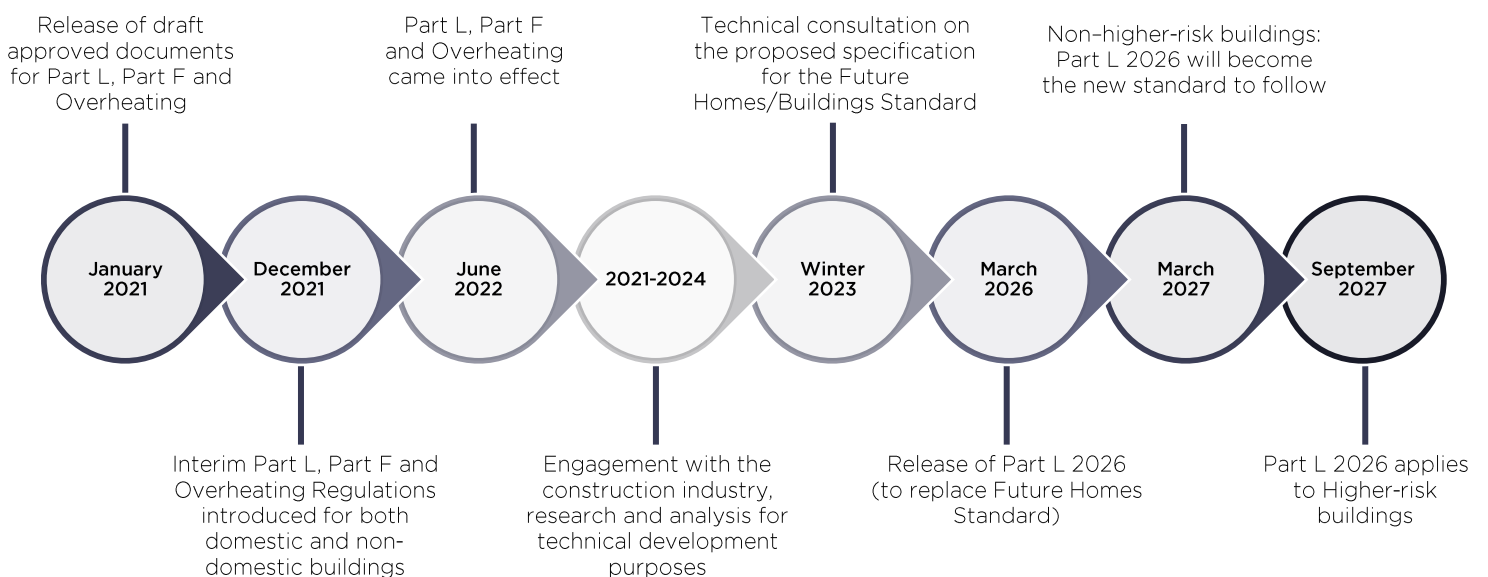 Release of draft
approved documents
for Part L, Part F and
Overheating
January
2021
December
2021
Interim Part L, Part F and
Overheating Regulations
introduced for both
domestic and non-
domestic buildings
Part L, Part F
and Overheating
came into effect
June
2022
2021-2024
Engagement with the
construction industry,
research and analysis for
technical development
purposes
Technical consultation on
the proposed specification
for the Future
Homes/Buildings Standard
Winter
2023
March
2026
Release of Part L 2026
(to replace Future Homes
Standard)
Non–higher-risk buildings:
Part L 2026 will become
the new standard to follow
March
2027
September
2027
Part L 2026 applies
to Higher-risk
buildings